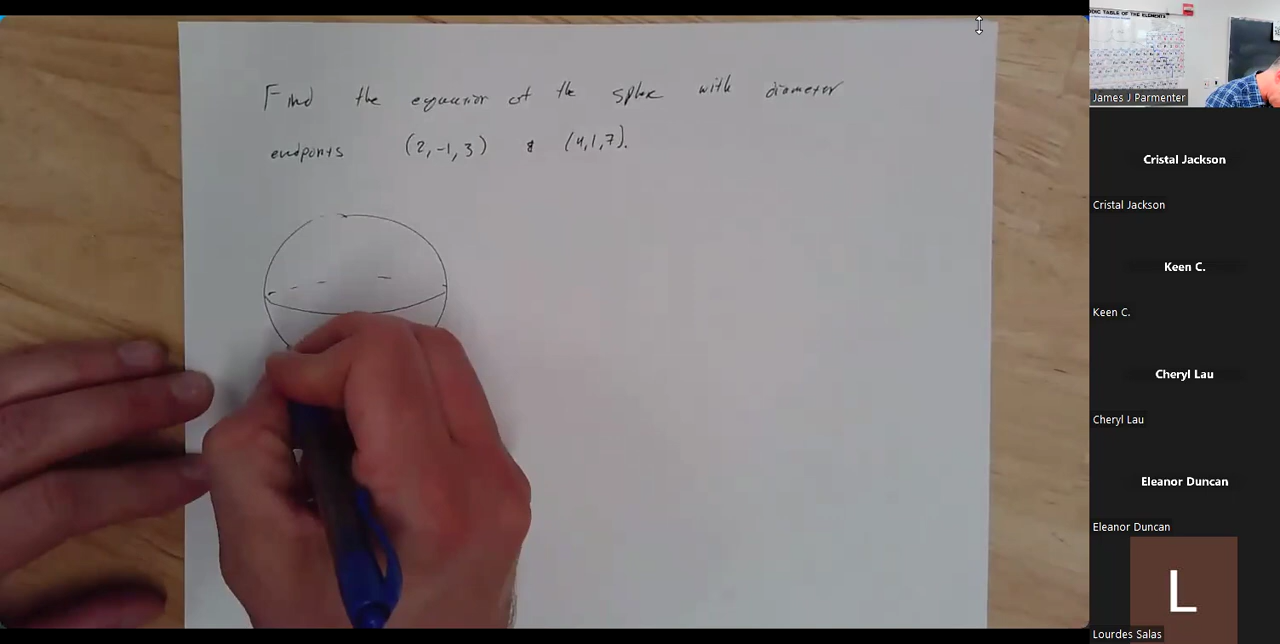 Find the equation of the sphere with diameter
endpoints (2,-1,3) & (4,1,7).
PERIODIC TABLE OF THE ELEMENTS
James J Parmenter
Cristal Jackson
Cristal Jackson
Keen C.
Keen C.
Cheryl Lau
Cheryl Lau
Eleanor Duncan
Eleanor Duncan
L
Lourdes Salas